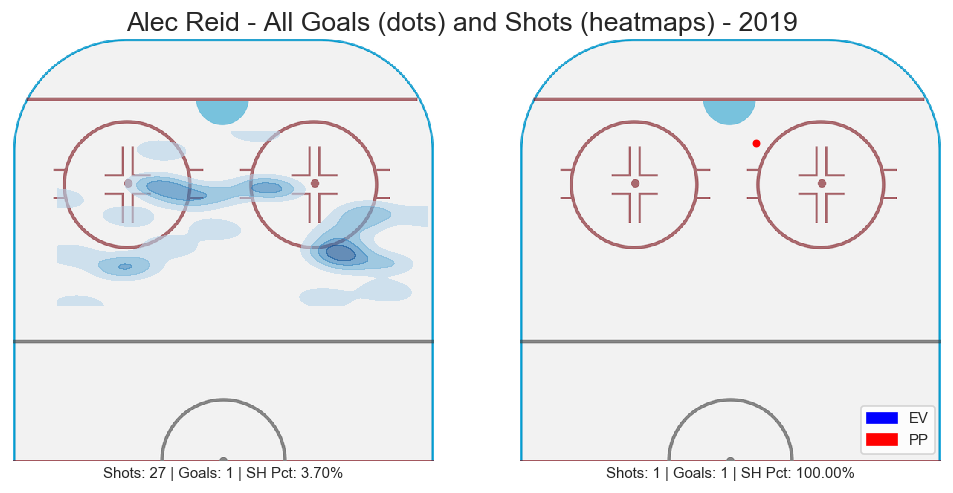 Alec Reid - All Goals (dots) and Shots (heatmaps) - 2019
EV
PP
Shots: 27 | Goals: 1 | SH Pct: 3.70%
Shots: 1 | Goals: 1 | SH Pct: 100.00%